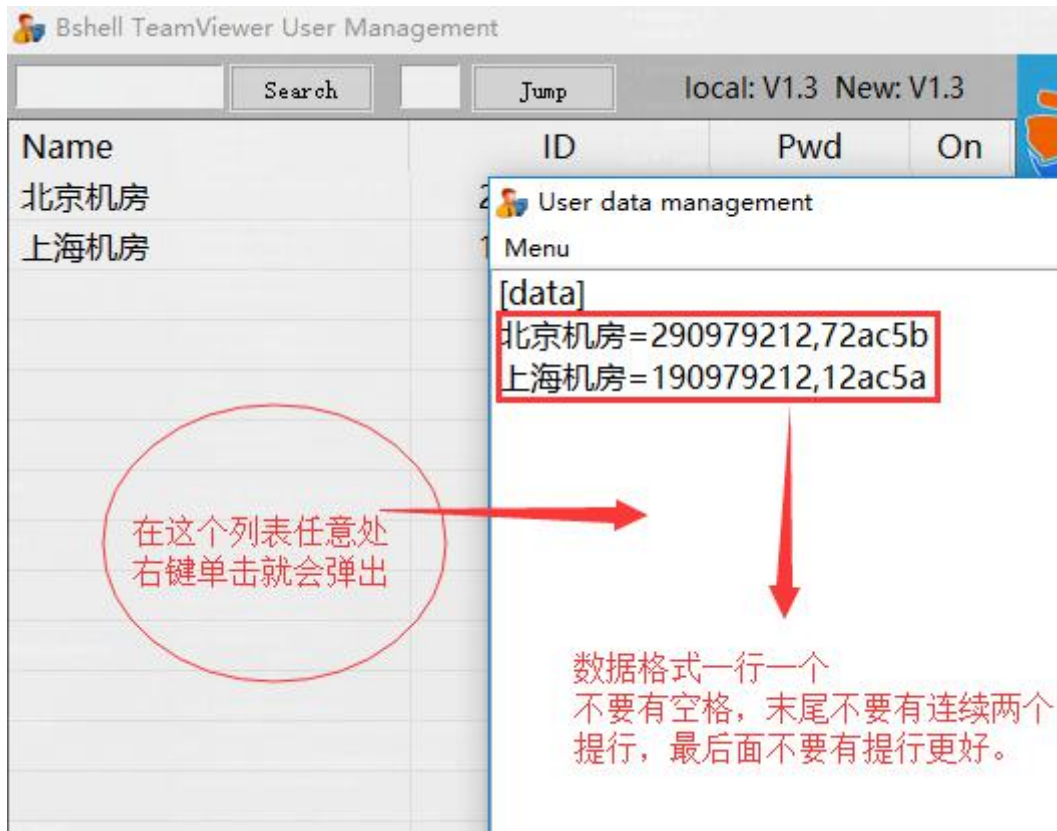 Bshell TeamViewer User Management
Search
Jump
local: V1.3 New: V1.3
Name ID Pwd On
北京机房 2
上海机房 1
User data management
Menu
[data]
北京机房=290979212,72ac5b
上海机房=190979212,12ac5a
在这个列表任意处
右键单击就会弹出
数据格式一行一个
不要有空格，末尾不要有连续两个
提行，最后面不要有提行更好。